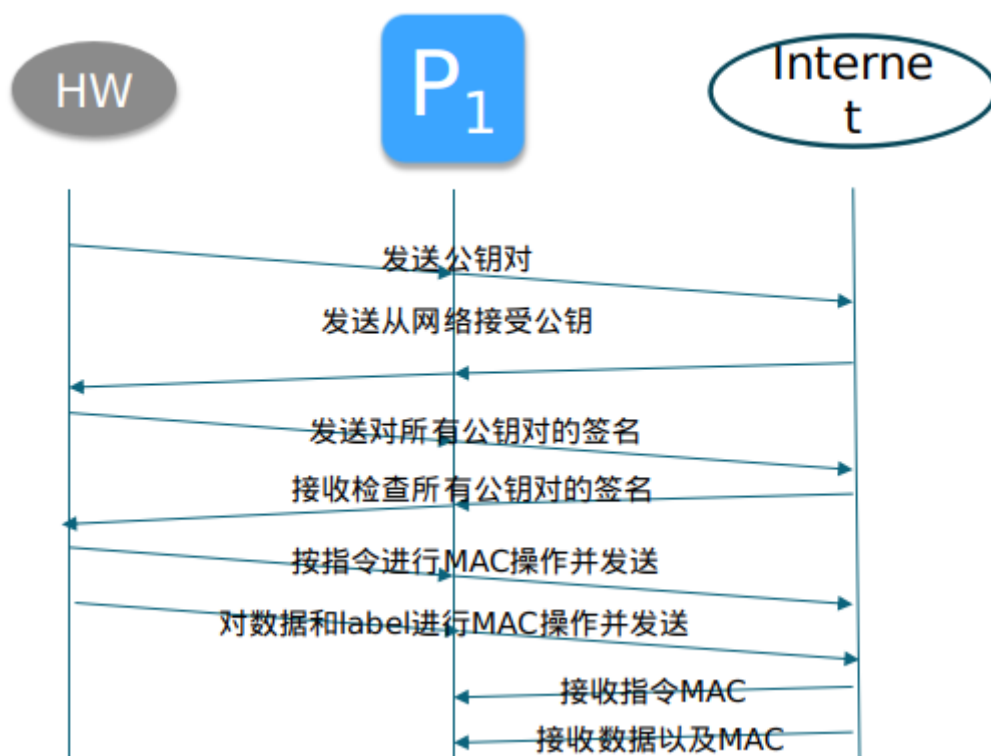 HW
P1
Interne
t
发送公钥对
发送从网络接受公钥
发送对所有公钥对的签名
接收检查所有公钥对的签名
按指令进行MAC操作并发送
对数据和label进行MAC操作并发送
接收指令MAC
接收数据以及MAC